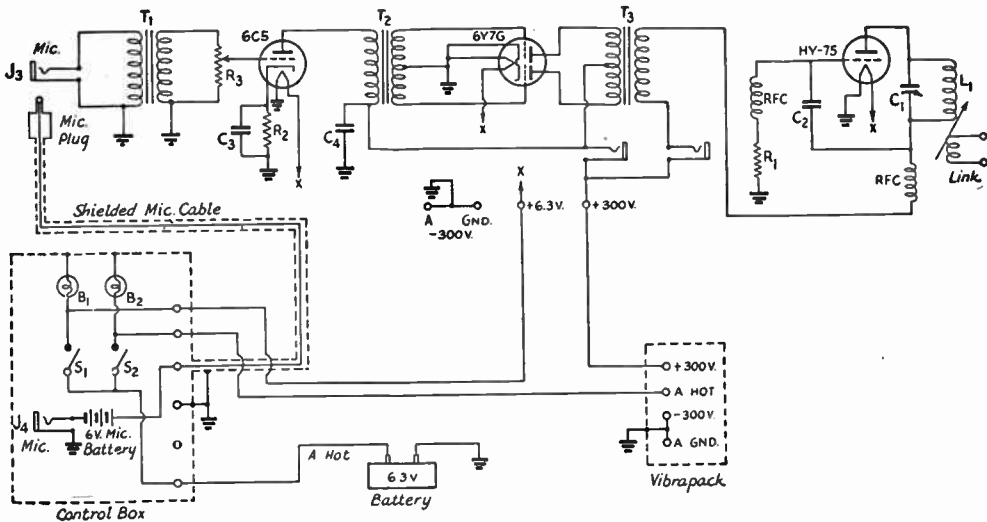 T1
T2
T3
Mic.
J3
6C5
6Y7G
HY-75
R3
L1
RFC
C2
C1
Mic.
Plug
C3
R2
C4
R1
X
X
X
RFC
Link
Shielded Mic. Cable
X
A GND.
-300V.
+6.3V.
+300V.
B1
B2
S1
S2
+300V.
A HOT
-300V.
A GND.
J4
Mic.
6V. Mic.
Battery
A Hot
6 3 V
Battery
Vibrapack
Control Box